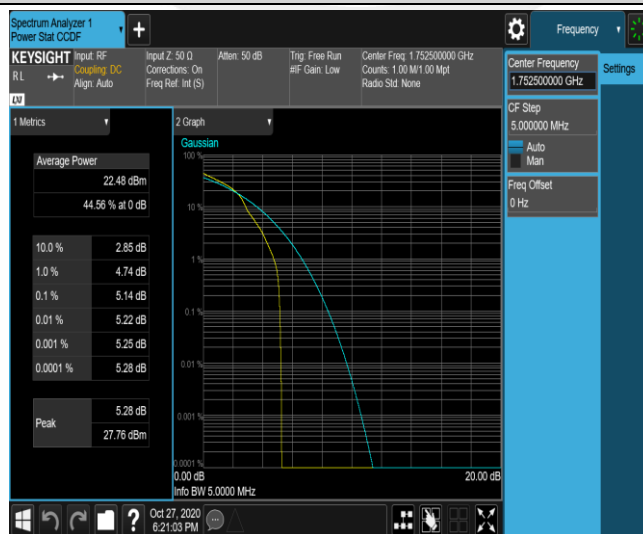 Spectrum Analyzer 1
Power Stat CCDF
+
Frequency
KEYSIGHT
RL
LXI
Input: RF
Coupling: DC
Align: Auto
Input Z: 50 Ω
Corrections: On
Freq Ref: Int (S)
Atten: 50 dB
Trig: Free Run
#IF Gain: Low
Center Freq: 1.752500000 GHz
Counts: 1.00 M/1.00 Mpt
Radio Std: None
Center Frequency
1.752500000 GHz
Settings
CF Step
5.000000 MHz
Auto
Man
Freq Offset
0 Hz
1 Metrics
Average Power
22.48 dBm
44.56 % at 0 dB
10.0 % 2.85 dB
1.0 % 4.74 dB
0.1 % 5.14 dB
0.01 % 5.22 dB
0.001 % 5.25 dB
0.0001 % 5.28 dB
Peak
5.28 dB
27.76 dBm
2 Graph
Gaussian
100 %
10 %
1 %
0.1 %
0.01 %
0.001 %
0.0001 %
0.00 dB 20.00 dB
Info BW 5.0000 MHz
?
Oct 27, 2020
6:21:03 PM